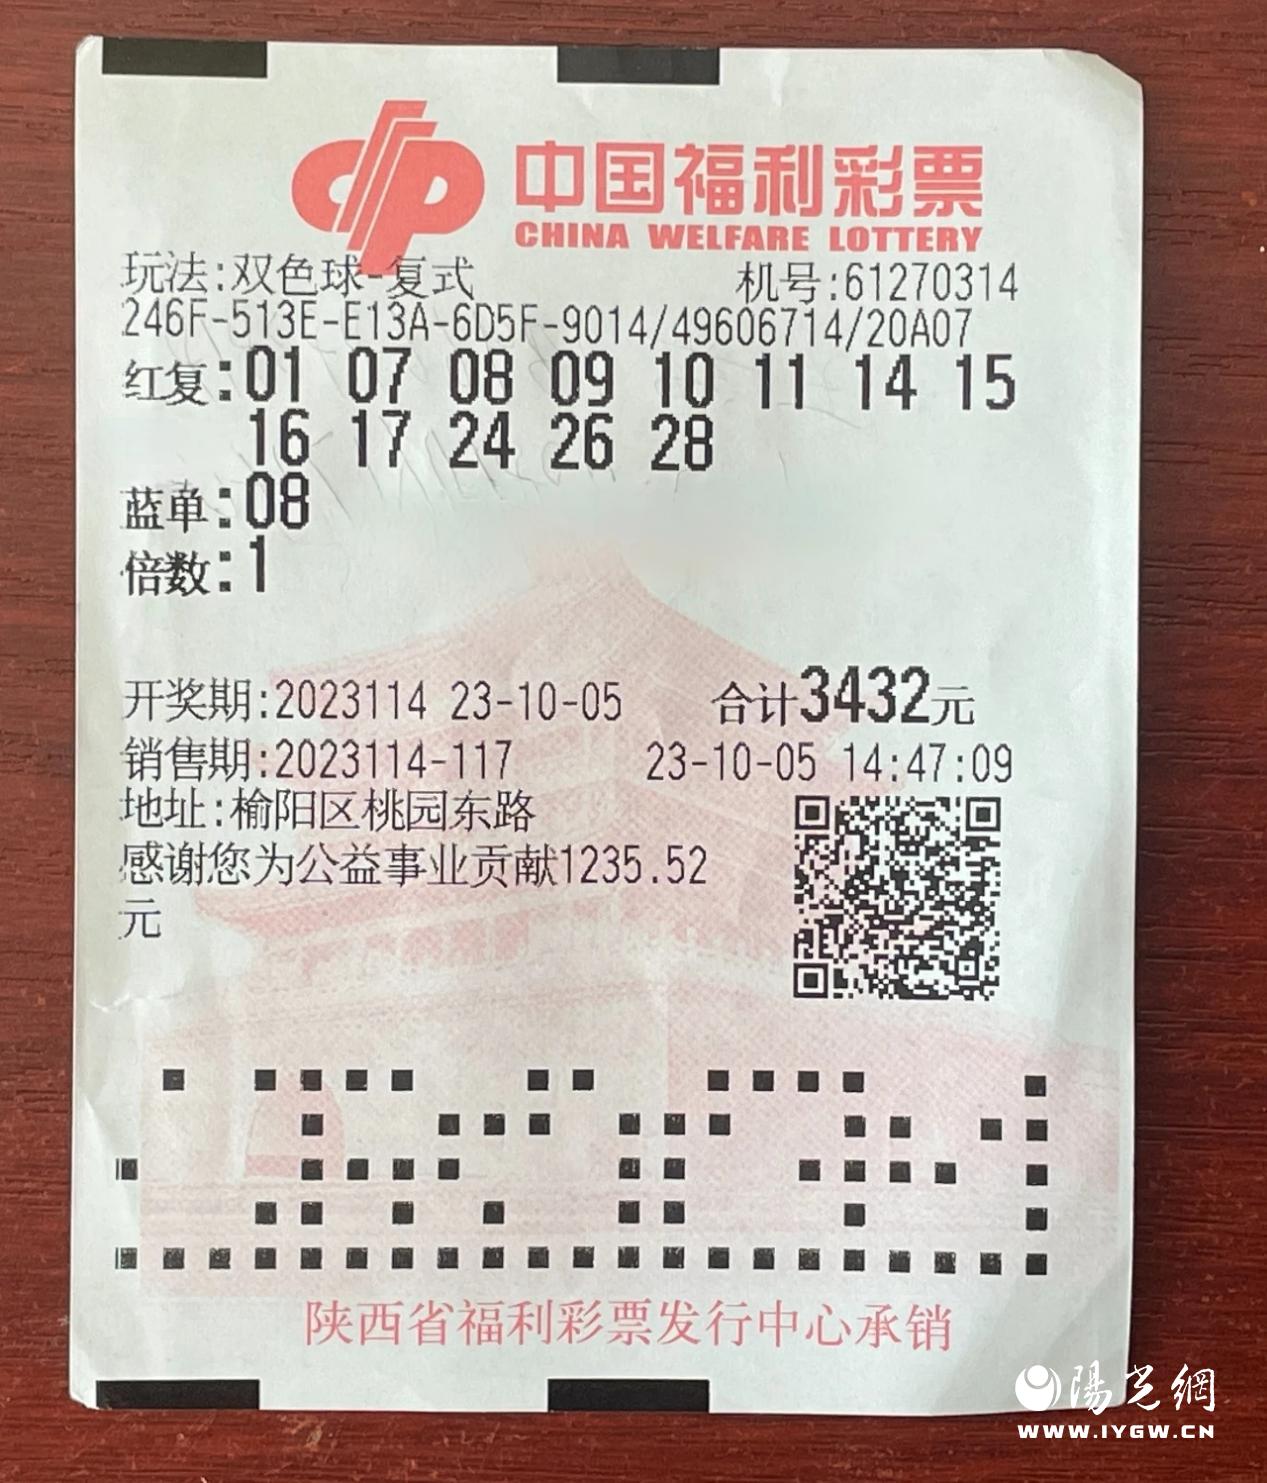 中国福利彩票
CHINA WELFARE LOTTERY
玩法:双色球-复式 机号:61270314
246F-513E-E13A-6D5F-9014/49606714/20A07
红复:01 07 08 09 10 11 14 15
16 17 24 26 28
蓝单:08
倍数:1
开奖期:2023114 23-10-05 合计3432元
销售期:2023114-117 23-10-05 14:47:09
地址:榆阳区桃园东路
感谢您为公益事业贡献1235.52
元
陕西省福利彩票发行中心承销
陽光網
www.IYGW.CN